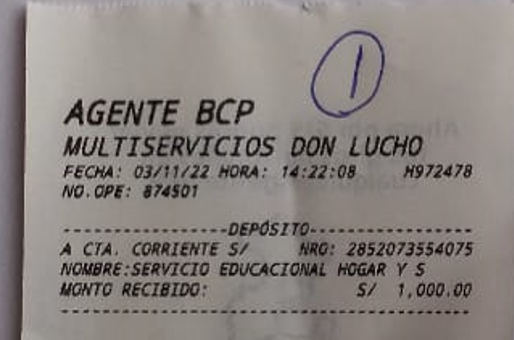 1
AGENTE BCP
MULTISERVICIOS DON LUCHO
FECHA: 03/11/22 HORA: 14:22:08 H972478
NO.OPE: 874501
------------------DEPÓSITO------------------
A CTA. CORRIENTE S/ NRO: 2852073554075
NOMBRE:SERVICIO EDUCACIONAL HOGAR Y S
MONTO RECIBIDO: S/ 1,000.00
--------------------------------------------